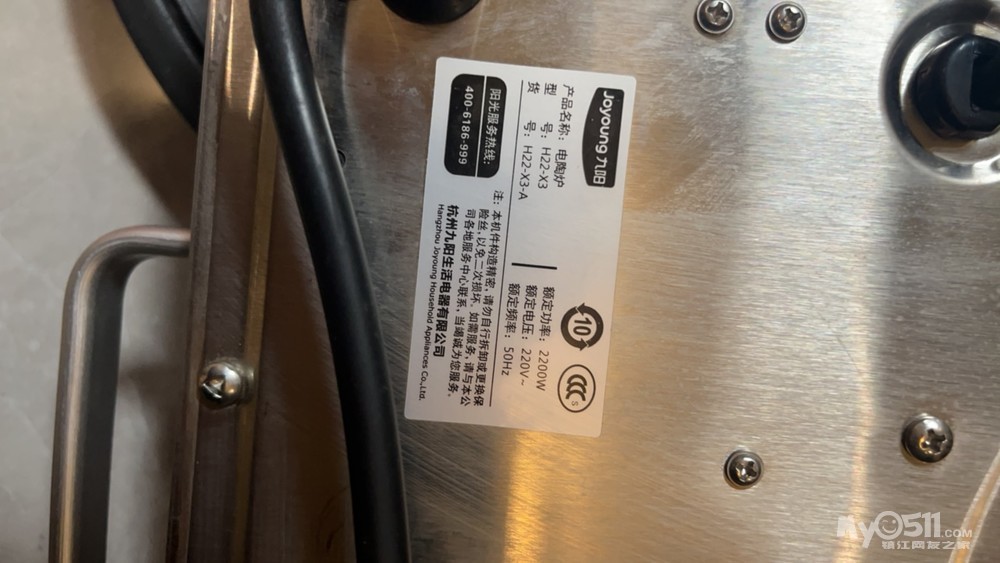 Joyoung九阳
产品名称：电陶炉
型　　号：H22-X3
货　　号：H22-X3-A
10
CCC
S
额定功率：2200W
额定电压：220V~
额定频率：50Hz
阳光服务热线：
400-6186-999
注：本机件构造精密，请勿自行拆卸或更换保
险丝，以免二次损坏。如需服务，请与本公
司各地服务中心联系，当竭诚为您服务。
杭州九阳生活电器有限公司
Hangzhou Joyoung Household Appliances Co.,Ltd.
My0511.COM
镇江网友之家